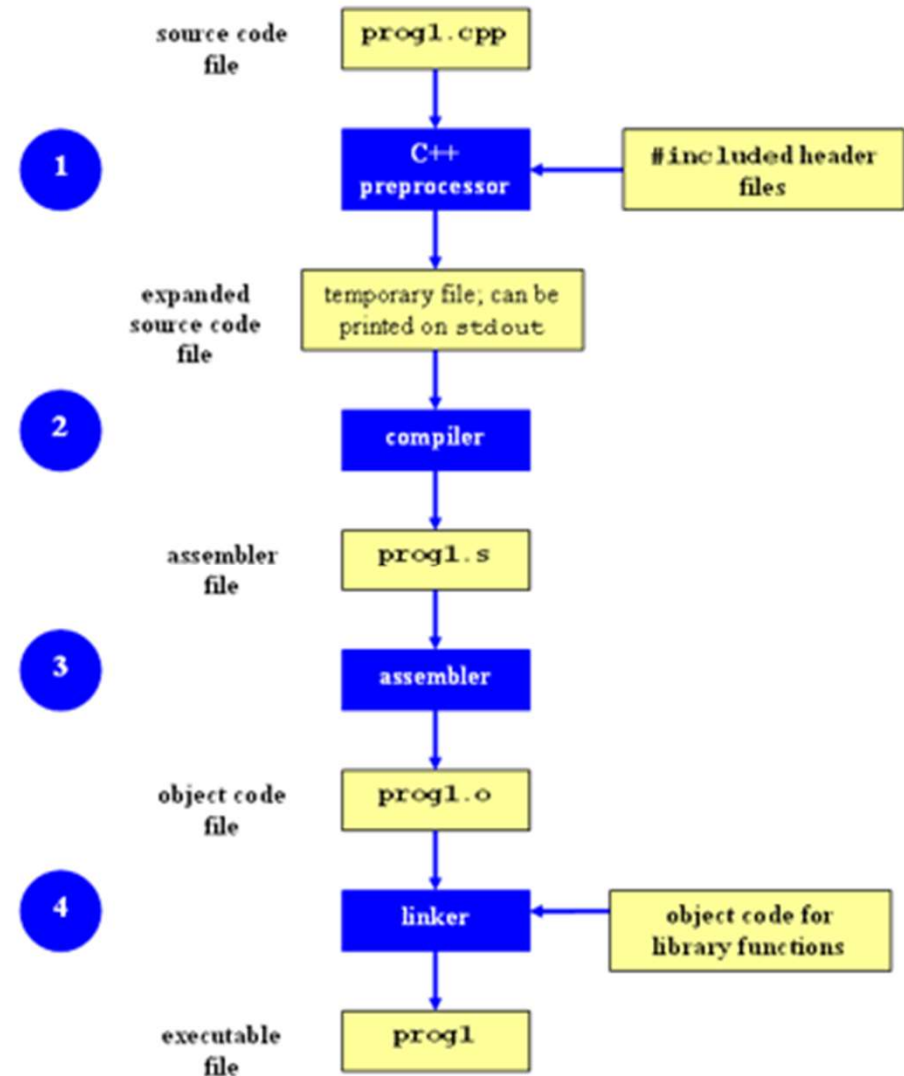 source code
file
prog1.cpp
1
C++
preprocessor
#included header
files
expanded
source code
file
temporary file; can be
printed on stdout
2
compiler
assembler
file
prog1.s
3
assembler
object code
file
prog1.o
4
linker
object code for
library functions
executable
file
prog1